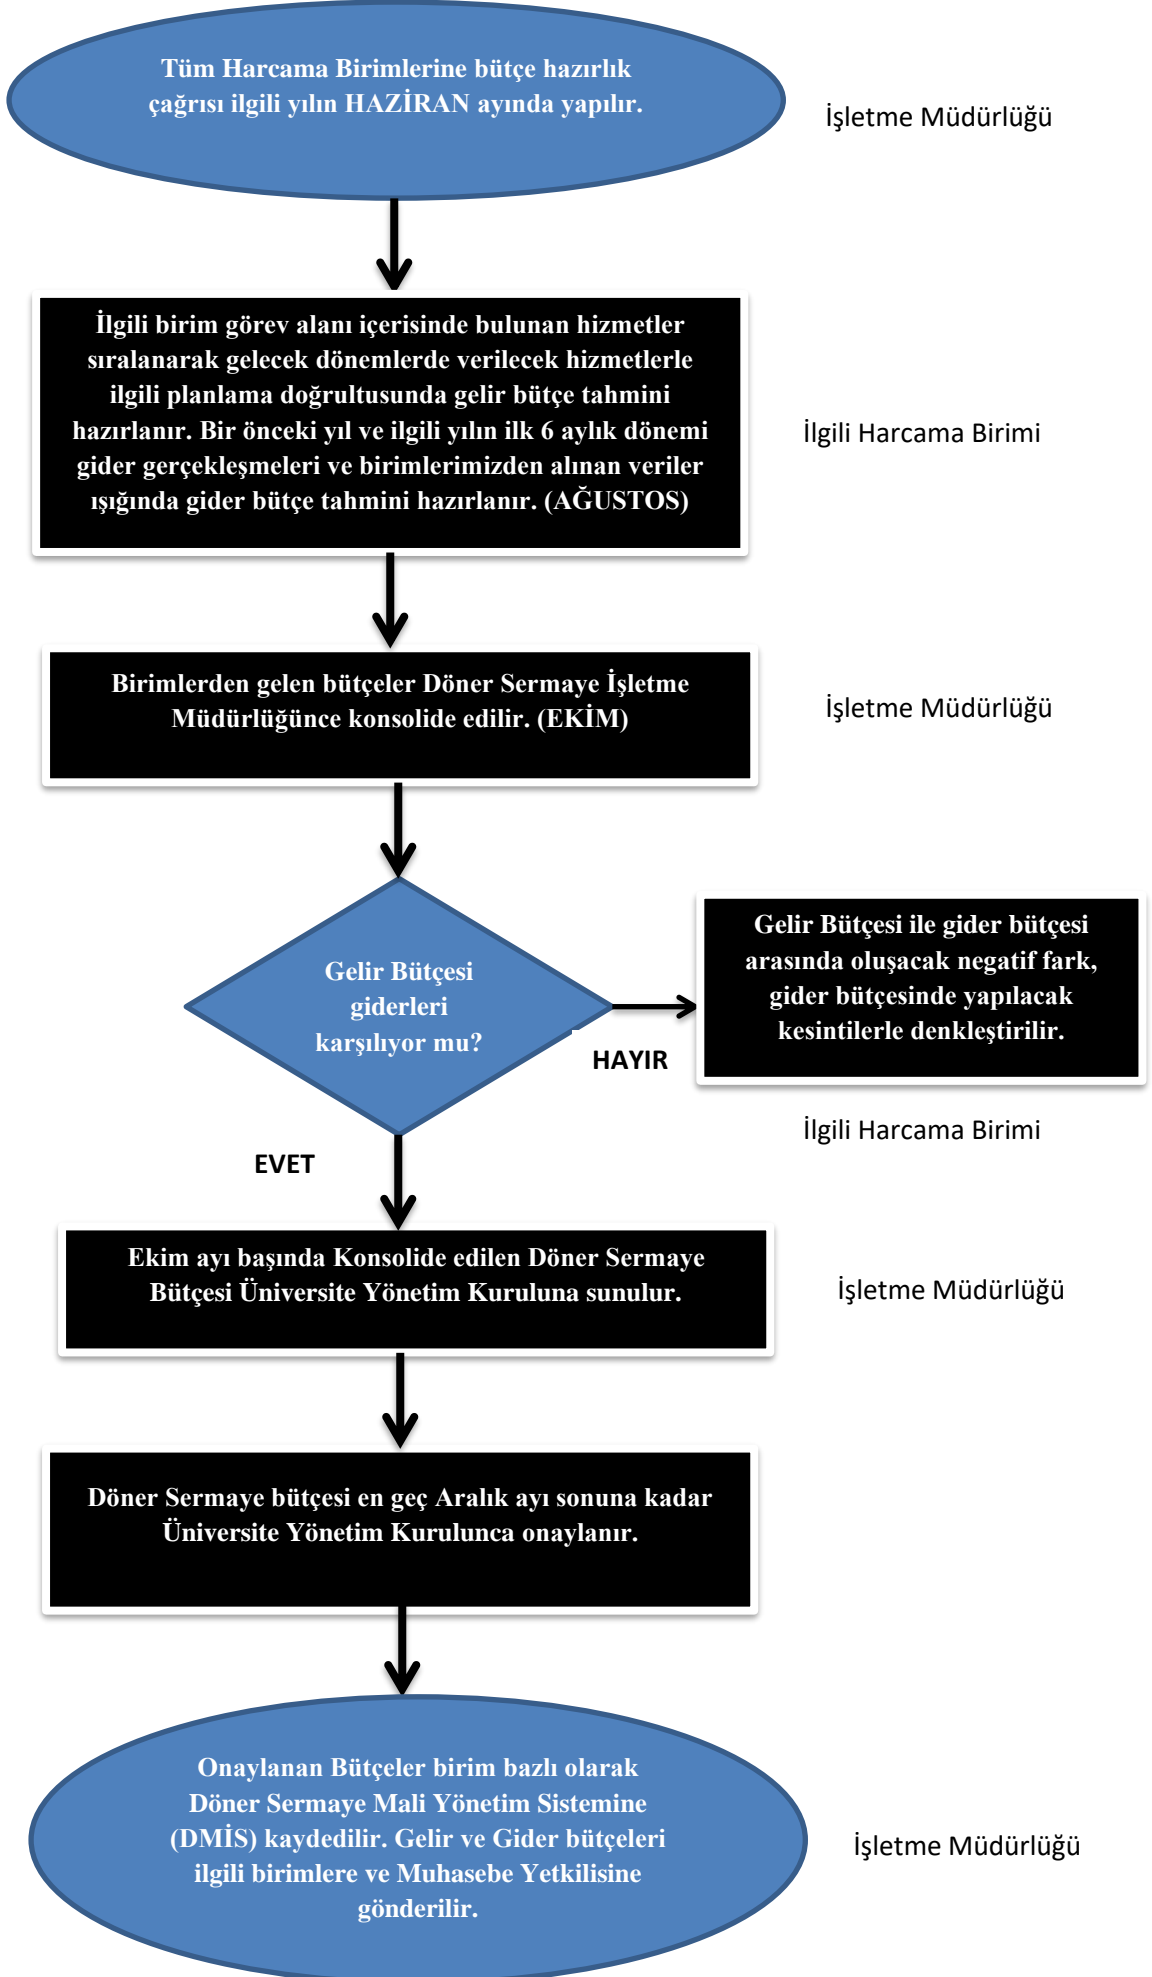 Tüm Harcama Birimlerine bütçe hazırlık
çağrısı ilgili yılın HAZİRAN ayında yapılır.
İşletme Müdürlüğü
İlgili birim görev alanı içerisinde bulunan hizmetler
sıralanarak gelecek dönemlerde verilecek hizmetlerle
ilgili planlama doğrultusunda gelir bütçe tahmini
hazırlanır. Bir önceki yıl ve ilgili yılın ilk 6 aylık dönemi
gider gerçekleşmeleri ve birimlerimizden alınan veriler
ışığında gider bütçe tahmini hazırlanır. (AĞUSTOS)
İlgili Harcama Birimi
Birimlerden gelen bütçeler Döner Sermaye İşletme
Müdürlüğünce konsolide edilir. (EKİM)
İşletme Müdürlüğü
Gelir Bütçesi
giderleri
karşılıyor mu?
HAYIR
Gelir Bütçesi ile gider bütçesi
arasında oluşacak negatif fark,
gider bütçesinde yapılacak
kesintilerle denkleştirilir.
İlgili Harcama Birimi
EVET
Ekim ayı başında Konsolide edilen Döner Sermaye
Bütçesi Üniversite Yönetim Kuruluna sunulur.
İşletme Müdürlüğü
Döner Sermaye bütçesi en geç Aralık ayı sonuna kadar
Üniversite Yönetim Kurulunca onaylanır.
Onaylanan Bütçeler birim bazlı olarak
Döner Sermaye Mali Yönetim Sistemine
(DMİS) kaydedilir. Gelir ve Gider bütçeleri
ilgili birimlere ve Muhasebe Yetkilisine
gönderilir.
İşletme Müdürlüğü